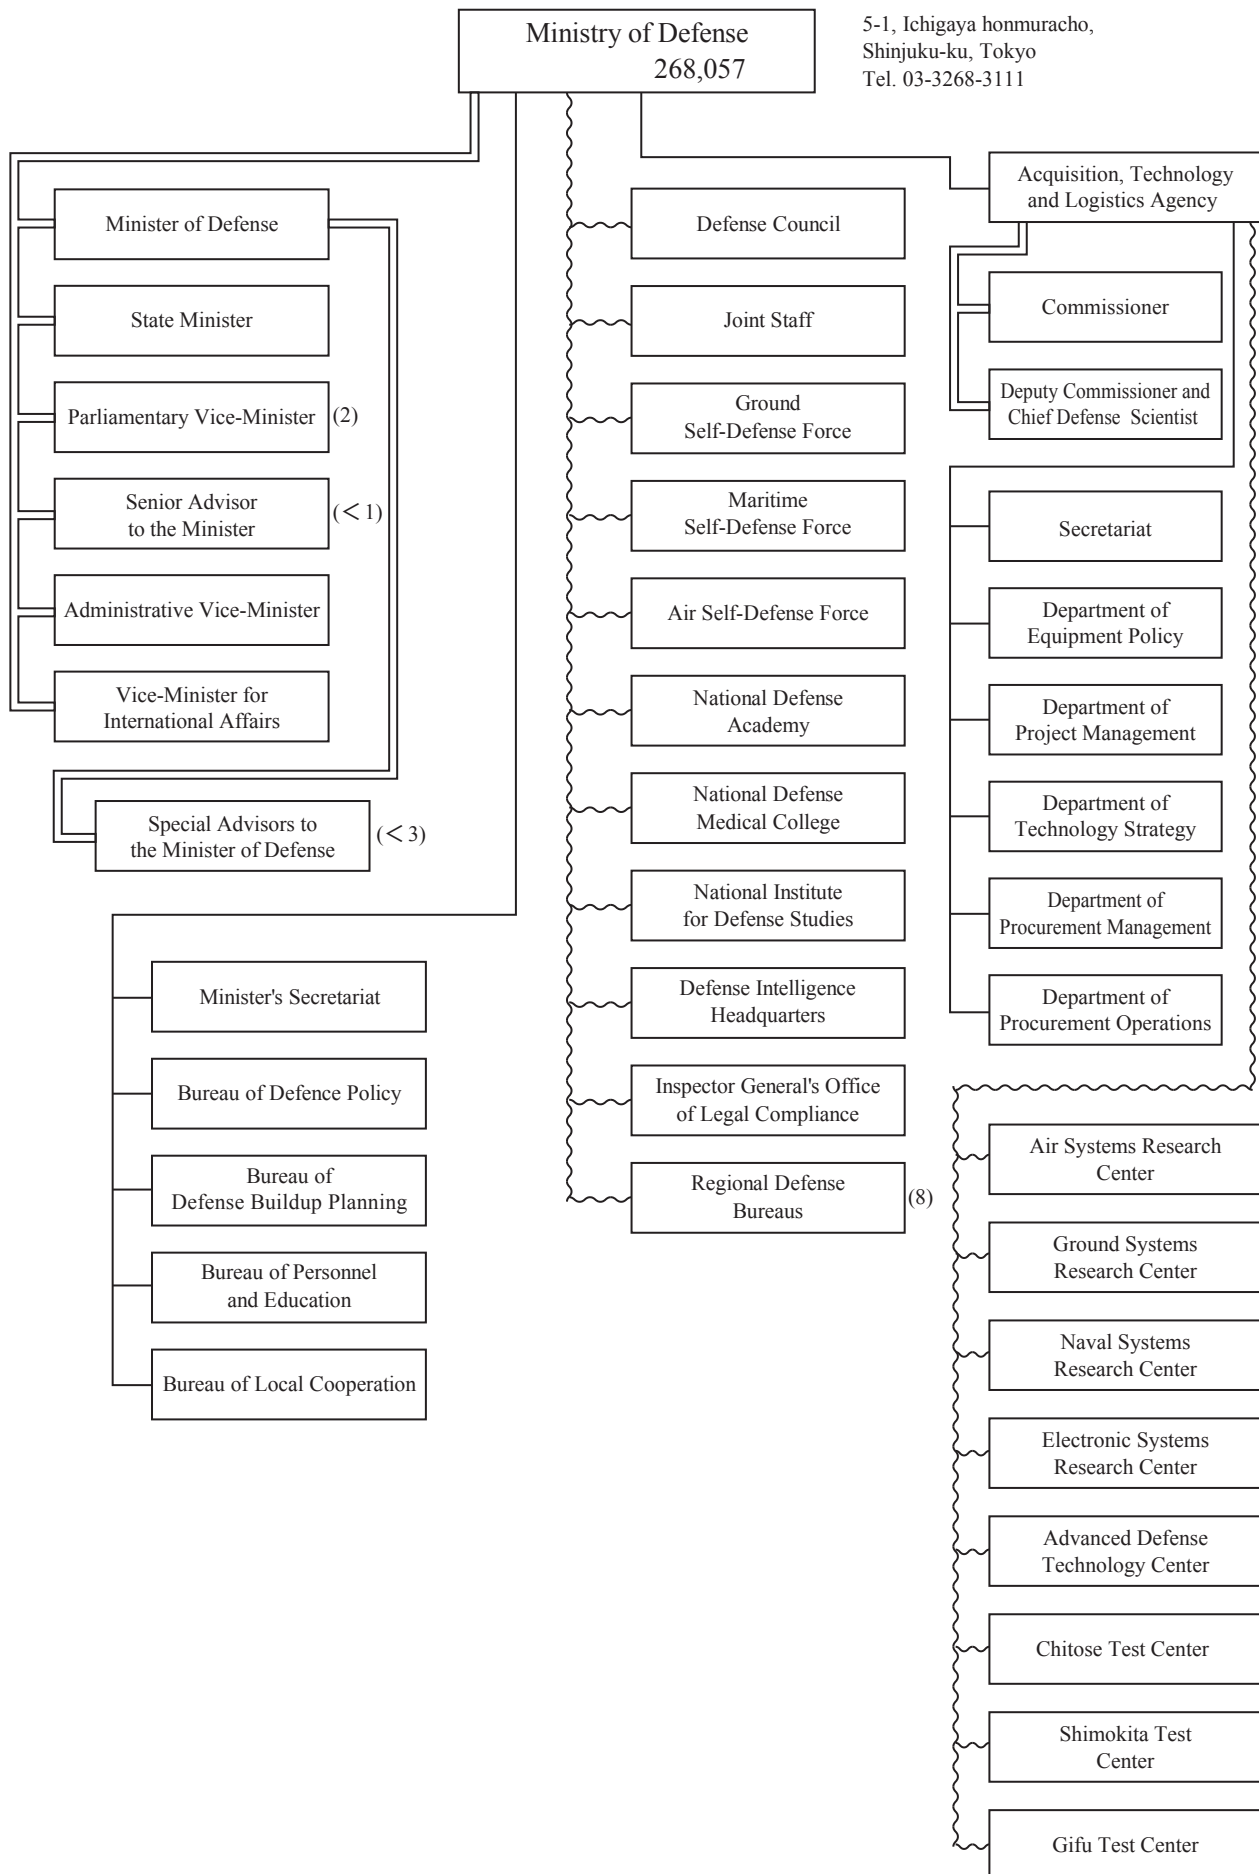 Ministry of Defense
268,057
5-1, Ichigaya honmuracho,
Shinjuku-ku, Tokyo
Tel. 03-3268-3111
Minister of Defense
State Minister
Parliamentary Vice-Minister (2)
Senior Advisor
to the Minister
(< 1)
Administrative Vice-Minister
Vice-Minister for
International Affairs
Special Advisors to
the Minister of Defense
(< 3)
Minister's Secretariat
Bureau of Defence Policy
Bureau of
Defense Buildup Planning
Bureau of Personnel
and Education
Bureau of Local Cooperation
Defense Council
Joint Staff
Ground
Self-Defense Force
Maritime
Self-Defense Force
Air Self-Defense Force
National Defense
Academy
National Defense
Medical College
National Institute
for Defense Studies
Defense Intelligence
Headquarters
Inspector General's Office
of Legal Compliance
Regional Defense
Bureaus
(8)
Acquisition, Technology
and Logistics Agency
Commissioner
Deputy Commissioner and
Chief Defense Scientist
Secretariat
Department of
Equipment Policy
Department of
Project Management
Department of
Technology Strategy
Department of
Procurement Management
Department of
Procurement Operations
Air Systems Research
Center
Ground Systems
Research Center
Naval Systems
Research Center
Electronic Systems
Research Center
Advanced Defense
Technology Center
Chitose Test Center
Shimokita Test
Center
Gifu Test Center